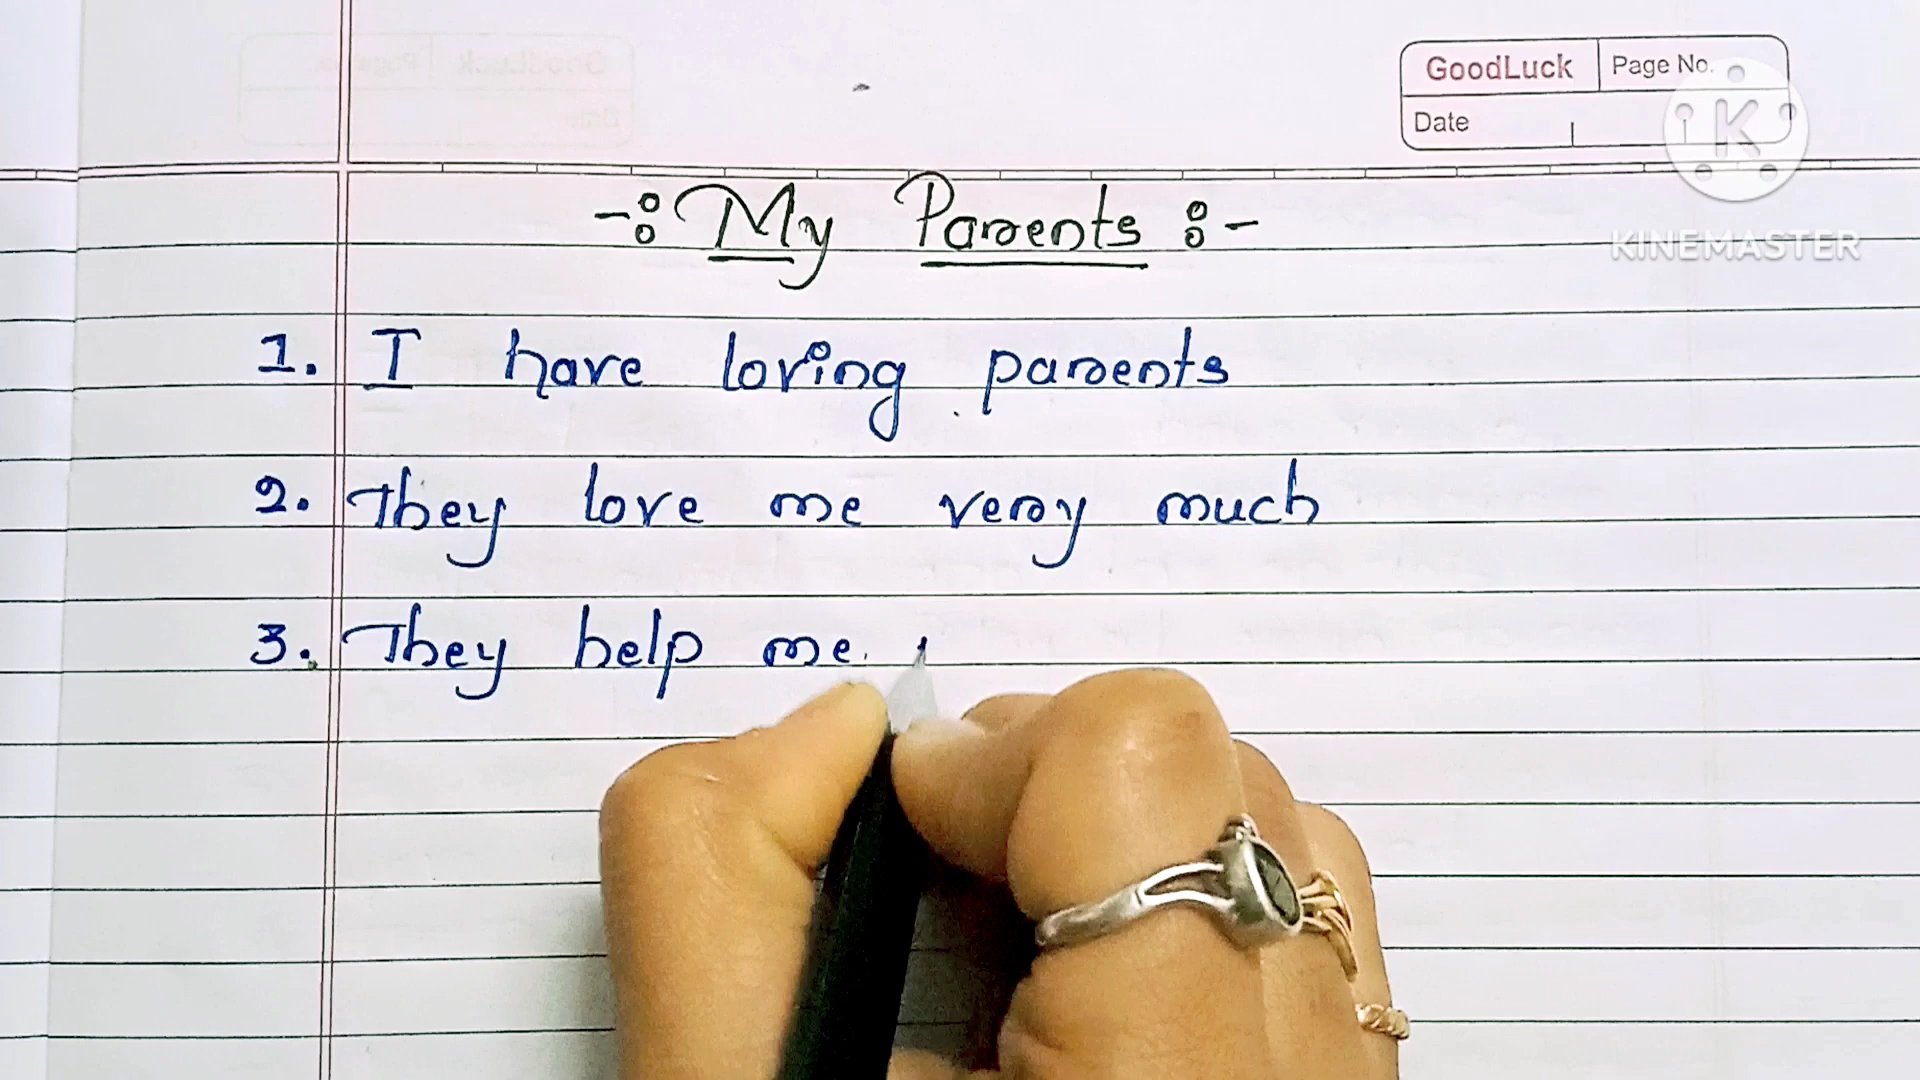 GoodLuck Page No.
Date
KINEMASTER
-: My Parents :-
1. I have loving parents
2. They love me very much
3. They help me